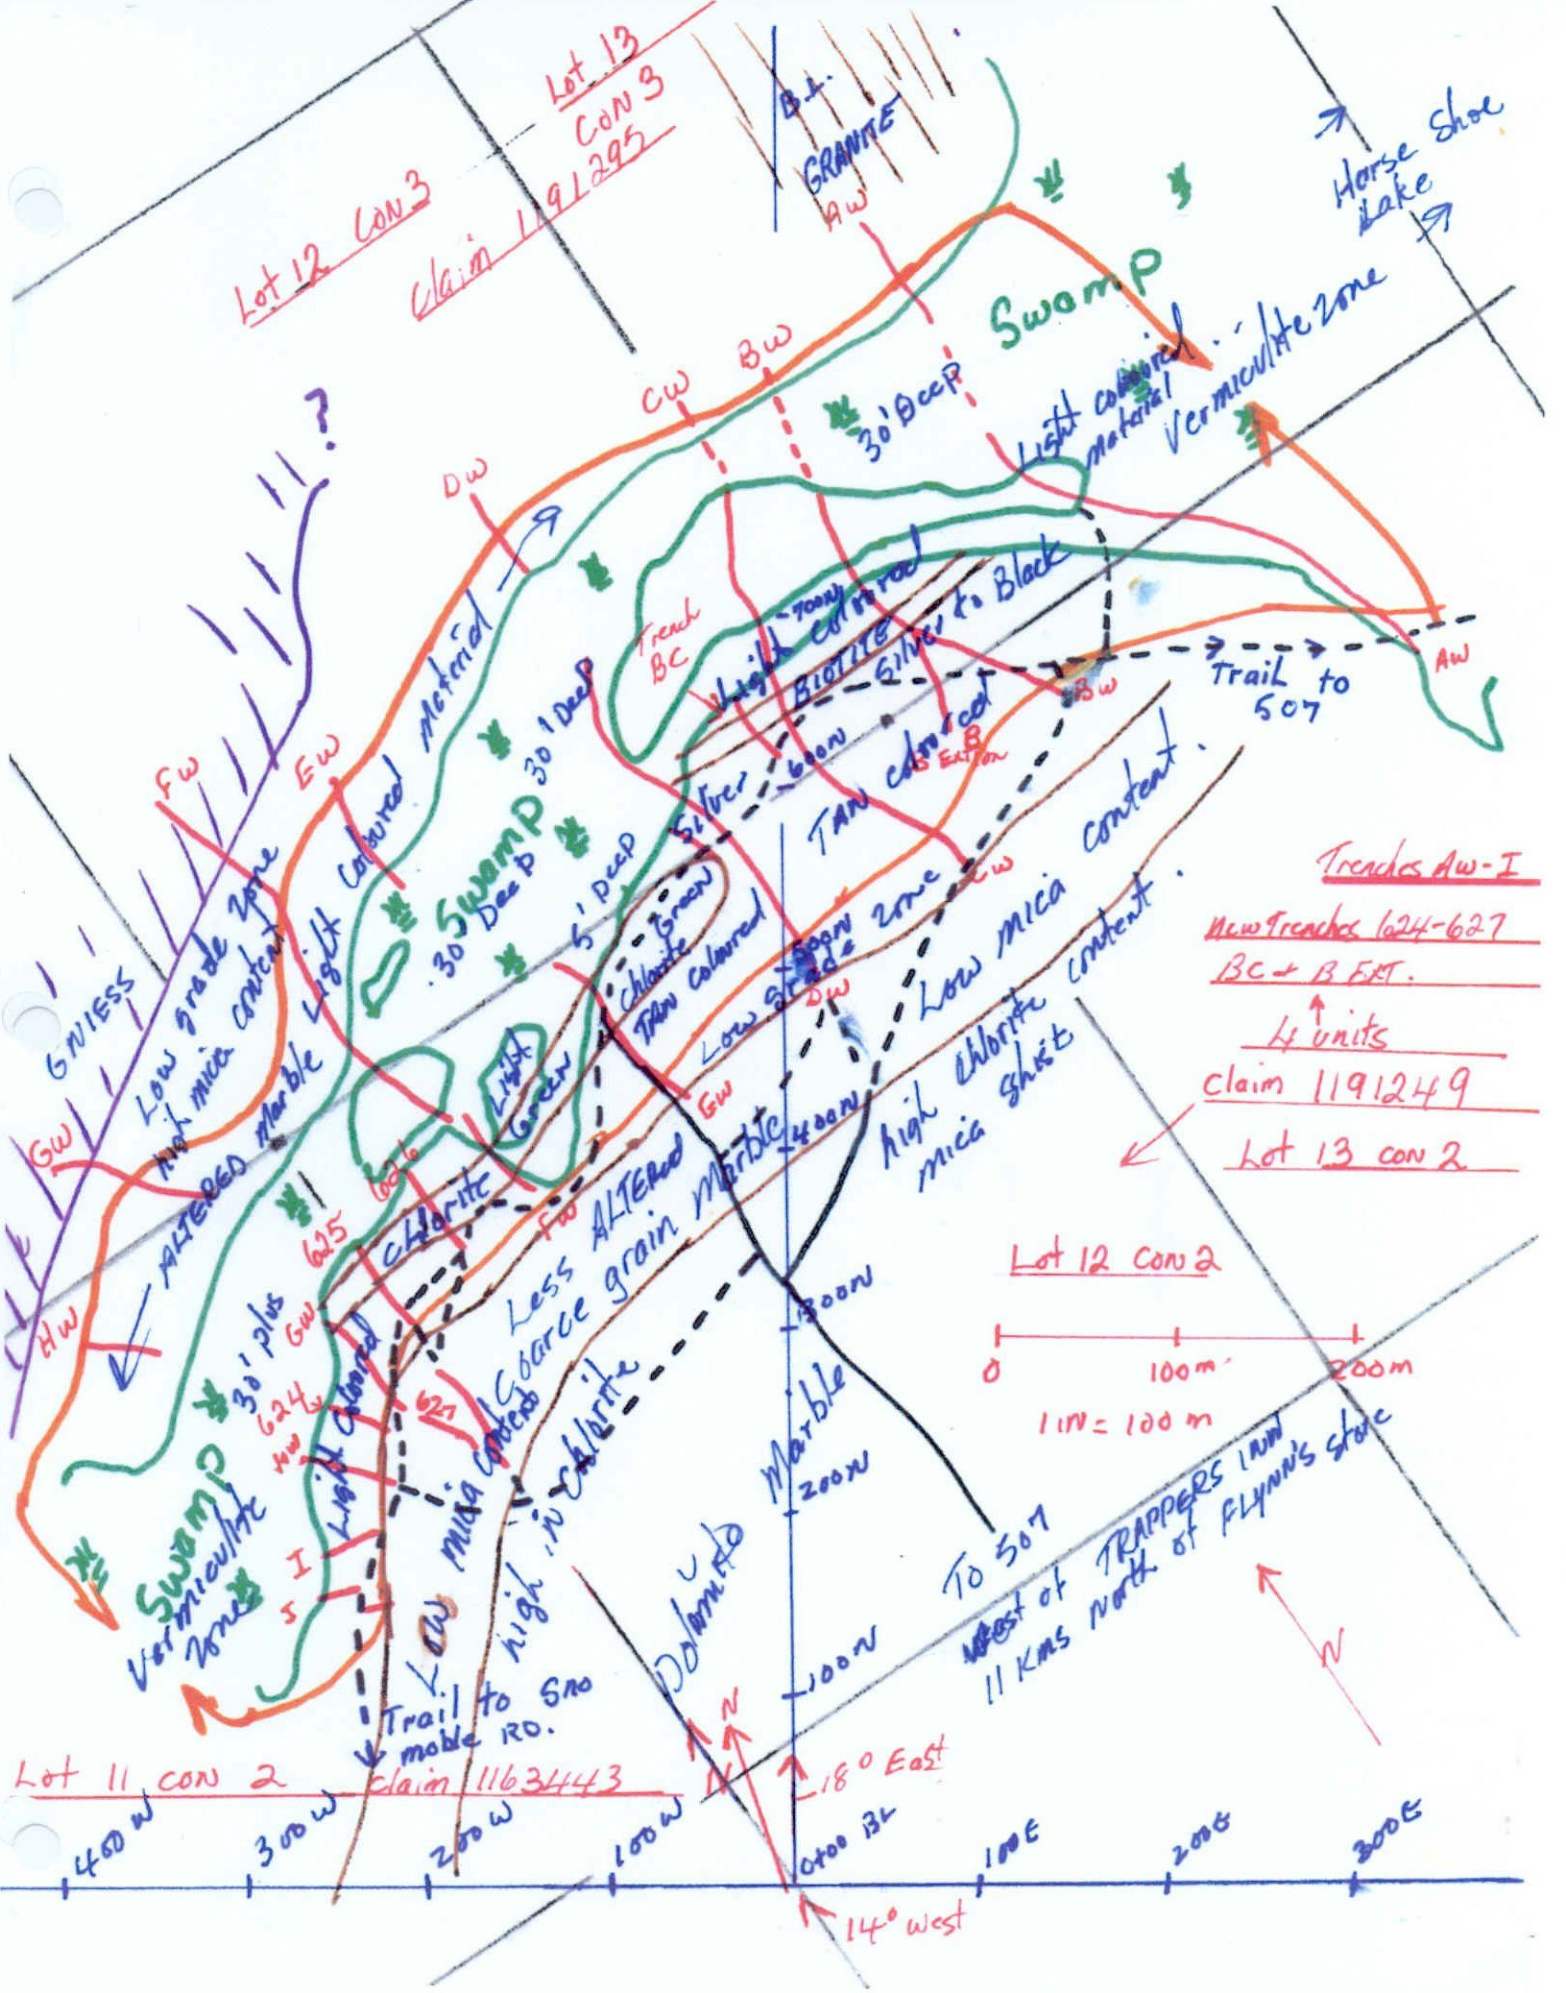 Lot 13
CON 3
Claim 1191295
Lot 12 CON 3
B.L.
GRANITE
AW
Horse Shoe
Lake
Swamp
BW
CW
DW
30' Deep
Light coloured
material
Vermiculite zone
?
EW
FW
Light Coloured Material
30' Deep
Trench
BC
700N
Light coloured
BIOTITE
Silver to Black
Trail to
507
AW
BW
B
B EXTION
600N
TAN coloured
Silver
Swamp
30' Deep
5' Deep
Green
Chlorite
TAN coloured
500N
Low grade zone
CW
DW
Low mica content.
high chlorite content.
mica shist
Trenches AW-I
New Trenches 624-627
BC & B EXT.
4 units
Claim 1191249
Lot 13 CON 2
GNIESS
Low grade zone
high mica content
ALTERED Marble
GW
HW
Light
Green
EW
400N
626
625
Chlorite
FW
Less ALTERED
Coarce grain Marble
300N
Lot 12 CON 2
0 100m 200m
1 IN = 100 m
GW
30' plus
624
627
HW
Light Colored
I
J
Swamp
Vermiculite
Zone
Low mica content
high in chlorite
Marble
200N
Dolomite
To 507
West of TRAPPERS INN
11 Kms North of FLYNN'S store
N
100N
Trail to Sno
moble RD.
Lot 11 CON 2 Claim 1163443
N
N
18° East
400W 300W 200W 100W 0+00 BL 100E 200E 300E
14° West